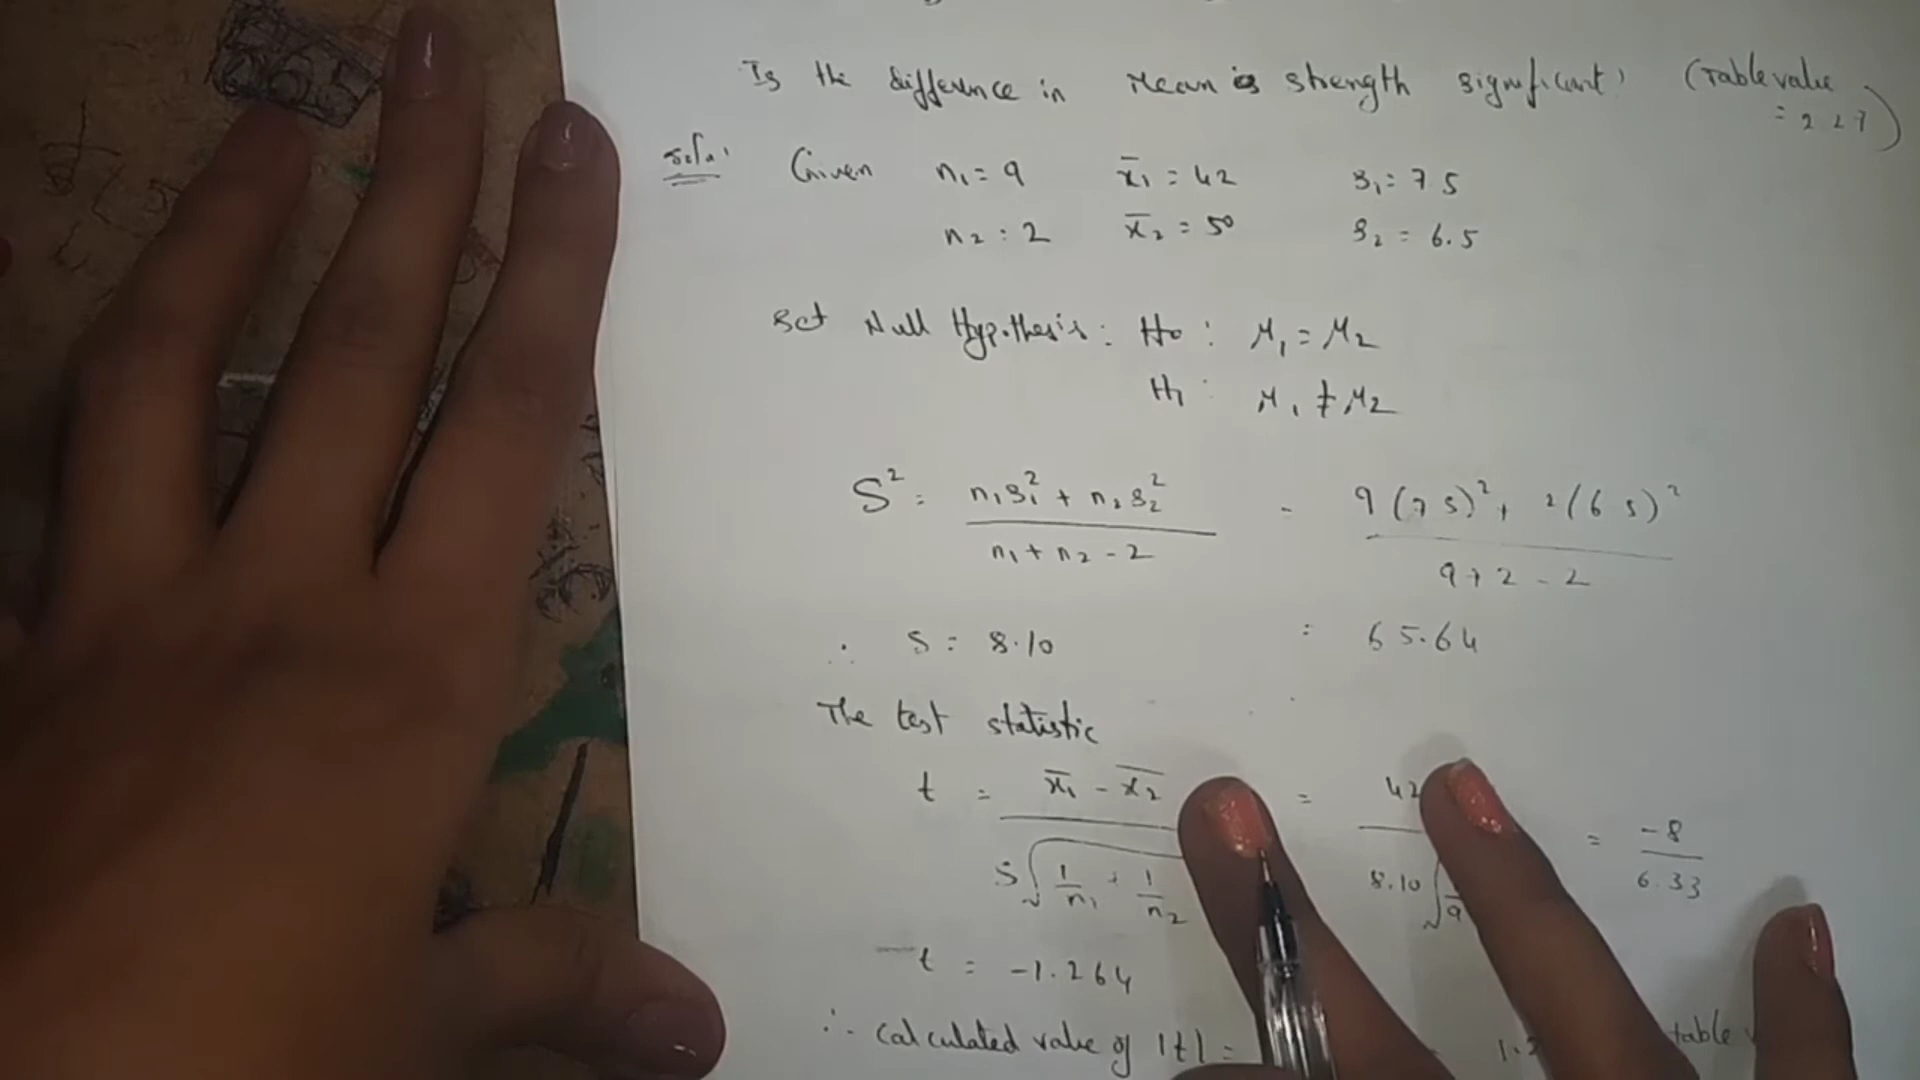 Is the difference in mean is strength significant? (Table value = 2.27)
Soln: Given n₁ = 9 x̄₁ = 42 s₁ = 7.5
n₂ = 2 x̄₂ = 50 s₂ = 6.5
Set Null Hypothesis: H₀ : μ₁ = μ₂
H₁ : μ₁ ≠ μ₂
S² = (n₁s₁² + n₂s₂²) / (n₁ + n₂ - 2) = (9(7.5)² + 2(6.5)²) / (9 + 2 - 2)
∴ S = 8.10 = 65.64
The test statistic
t = (x̄₁ - x̄₂) / (S√(1/n₁ + 1/n₂)) = 42 / 8.10√(1/9 = -8/6.33
t = -1.264
∴ Calculated value of |t| = 1.2 table